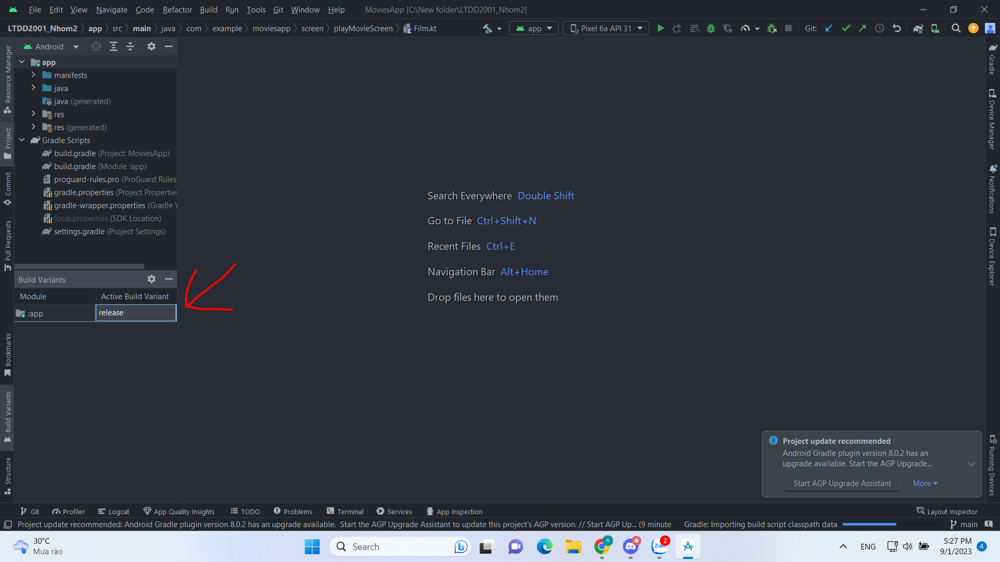 File Edit View Navigate Code Refactor Build Run Tools Git Window Help MoviesApp [C:\New folder\LTDD2001_Nhom2]
LTDD2001_Nhom2 app src main java com example moviesapp screen playMovieScreen Film.kt app Pixel 6a API 31 Git:
Android
app
manifests
java
java (generated)
res
res (generated)
Gradle Scripts
build.gradle (Project: MoviesApp)
build.gradle (Module :app)
proguard-rules.pro (ProGuard Rules
gradle.properties (Project Properties
gradle-wrapper.properties (Gradle V
local.properties (SDK Location)
settings.gradle (Project Settings)
Build Variants
Module Active Build Variant
:app release
Resource Manager
Project
Commit
Pull Requests
Bookmarks
Build Variants
Structure
Search Everywhere Double Shift
Go to File Ctrl+Shift+N
Recent Files Ctrl+E
Navigation Bar Alt+Home
Drop files here to open them
Gradle
Device Manager
Notifications
Device Explorer
Running Devices
Project update recommended
Android Gradle plugin version 8.0.2 has an
upgrade available. Start the AGP Upgrade...
Start AGP Upgrade Assistant More
Git Profiler Logcat App Quality Insights TODO Problems Terminal Services App Inspection Layout Inspector
Project update recommended: Android Gradle plugin version 8.0.2 has an upgrade available. Start the AGP Upgrade Assistant to update this project's AGP version. // Start AGP Up... (9 minute Gradle: Importing build script classpath data main
30°C
Mưa rào
Search
n
Zalo
2
ENG
5:27 PM
9/1/2023
4